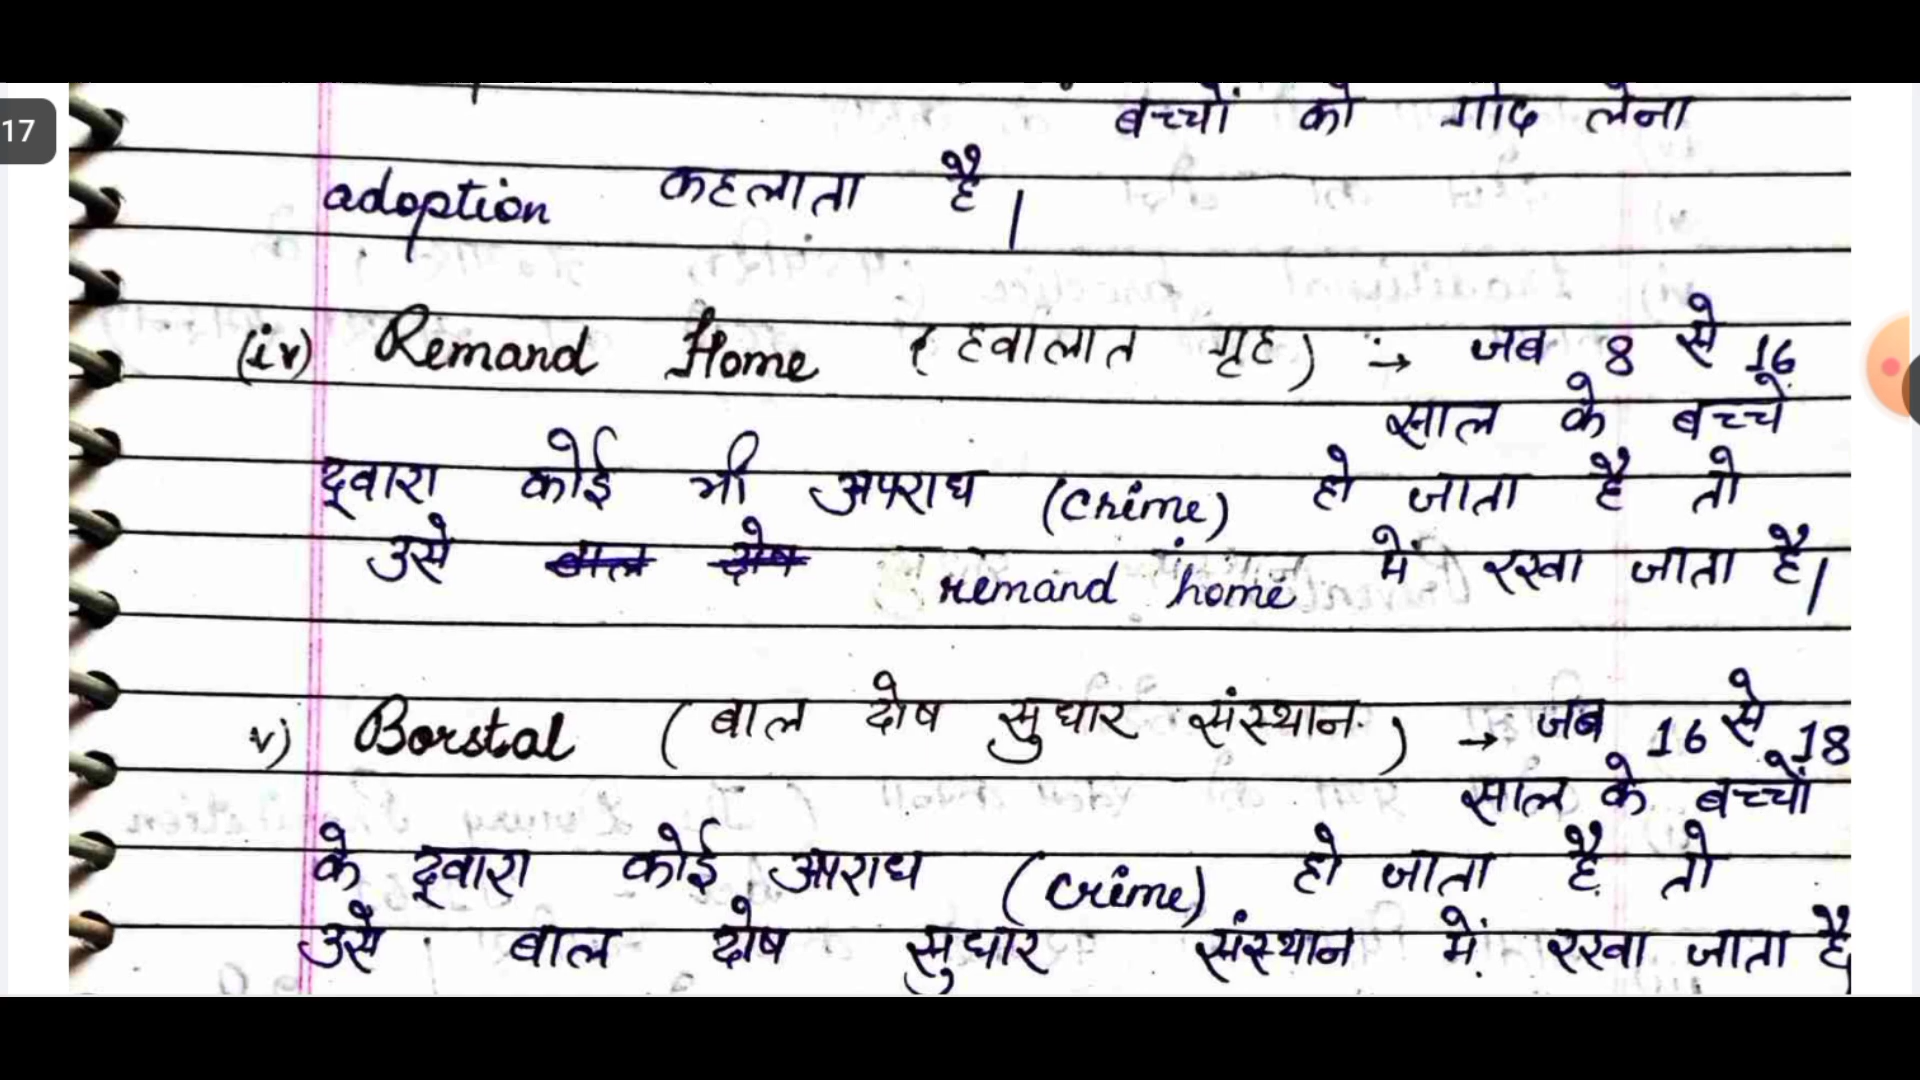 17
बच्चों को गोद लेना
adoption कहलाता है।
(iv) Remand Home (हवालात गृह) :→ जब 8 से 16
साल के बच्चें
द्वारा कोई भी अपराध (crime) हो जाता है तो
उसे बाल दोष remand home में रखा जाता है।
v) Borstal (बाल दोष सुधार संस्थान) → जब 16 से 18
साल के बच्चों
के द्वारा कोई अपराध (crime) हो जाता है तो
उसे बाल दोष सुधार संस्थान में रखा जाता है